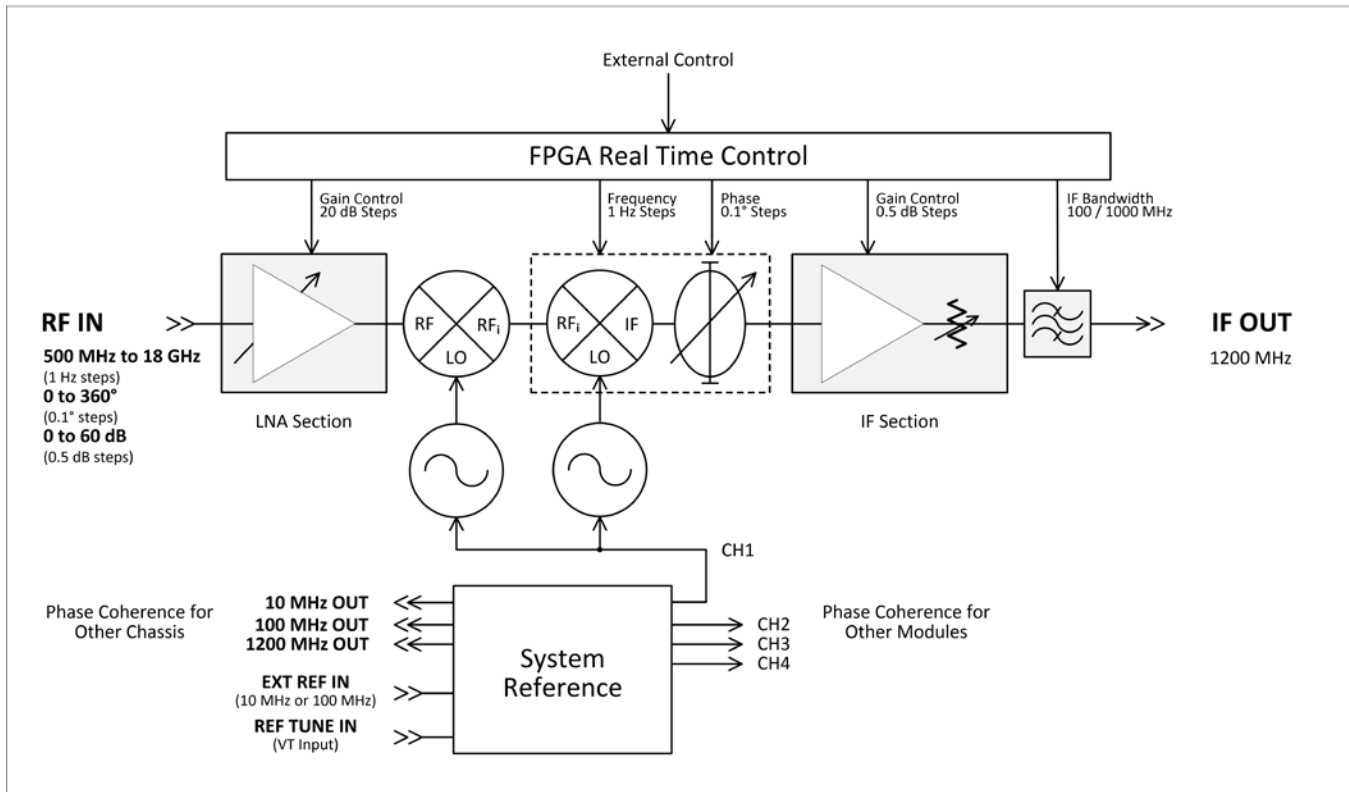 External Control
FPGA Real Time Control
Gain Control
20 dB Steps
Frequency
1 Hz Steps
Phase
0.1° Steps
Gain Control
0.5 dB Steps
IF Bandwidth
100 / 1000 MHz
RF IN
500 MHz to 18 GHz
(1 Hz steps)
0 to 360°
(0.1° steps)
0 to 60 dB
(0.5 dB steps)
LNA Section
RF
RFi
LO
RFi
IF
LO
IF Section
IF OUT
1200 MHz
CH1
Phase Coherence for
Other Chassis
10 MHz OUT
100 MHz OUT
1200 MHz OUT
EXT REF IN
(10 MHz or 100 MHz)
REF TUNE IN
(VT Input)
System
Reference
CH2
CH3
CH4
Phase Coherence for
Other Modules